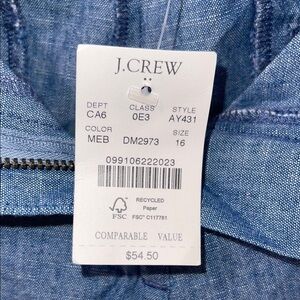 J.CREW
DEPT CLASS STYLE
CA6 0E3 AY431
COLOR SIZE
MEB DM2973 16
099106222023
RECYCLED
Paper
FSC FSC® C117781
COMPARABLE VALUE
$54.50